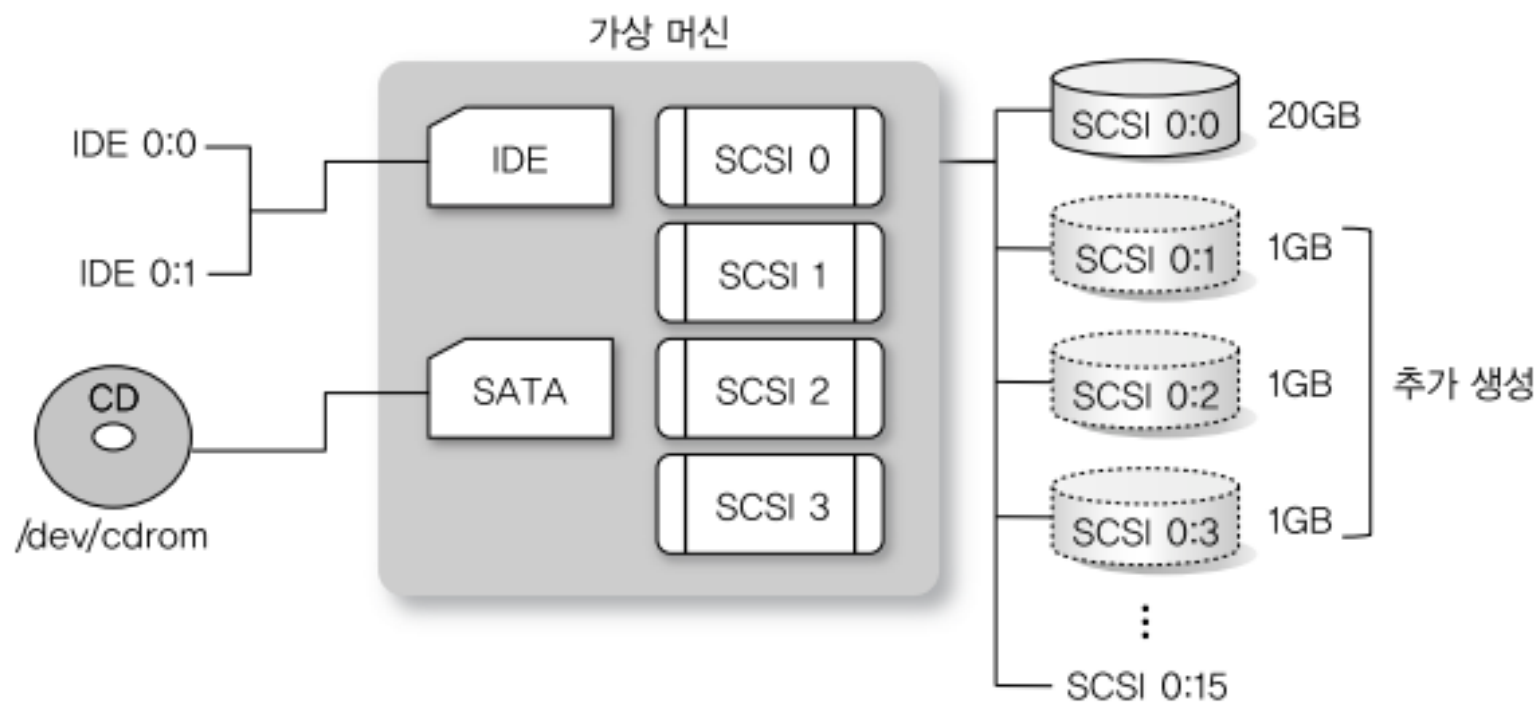 가상 머신
IDE 0:0
IDE 0:1
CD
/dev/cdrom
IDE
SATA
SCSI 0
SCSI 1
SCSI 2
SCSI 3
SCSI 0:0 20GB
SCSI 0:1 1GB
SCSI 0:2 1GB
SCSI 0:3 1GB
추가 생성
⋮
SCSI 0:15